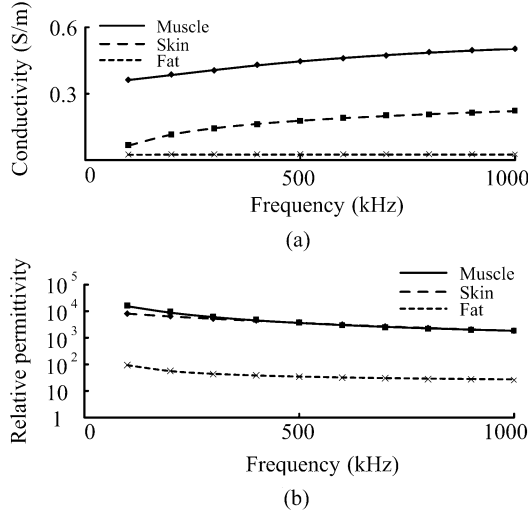 Conductivity (S/m)
0.6
0.3
Muscle
Skin
Fat
0
500
1000
Frequency (kHz)
(a)
Relative permittivity
10^5
10^4
10^3
10^2
10
1
Muscle
Skin
Fat
0
500
1000
Frequency (kHz)
(b)